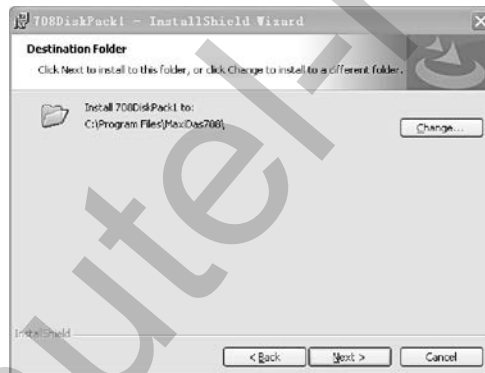 708DiskPack1 - InstallShield Wizard
Destination Folder
Click Next to install to this folder, or click Change to install to a different folder.
Install 708DiskPack1 to:
C:\Program Files\MaxiDas708\
Change...
InstallShield
< Back
Next >
Cancel